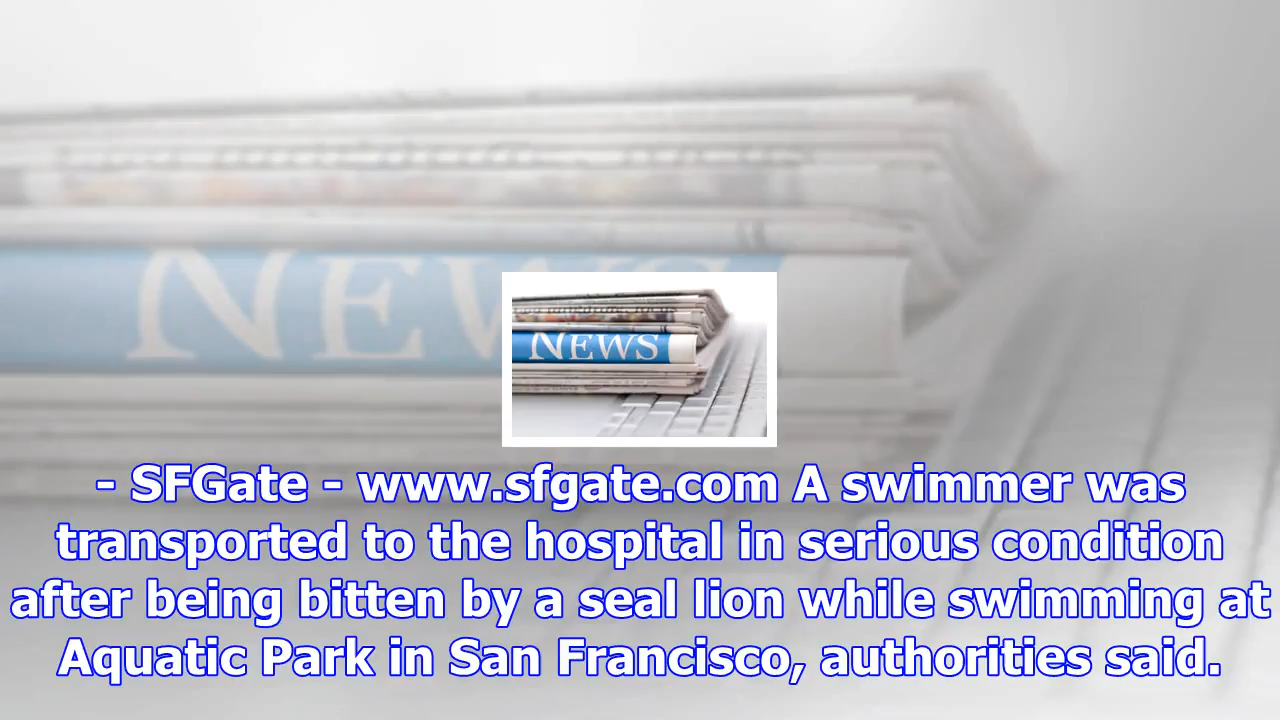 NEWS
NEWS
- SFGate - www.sfgate.com A swimmer was
transported to the hospital in serious condition
after being bitten by a seal lion while swimming at
Aquatic Park in San Francisco, authorities said.